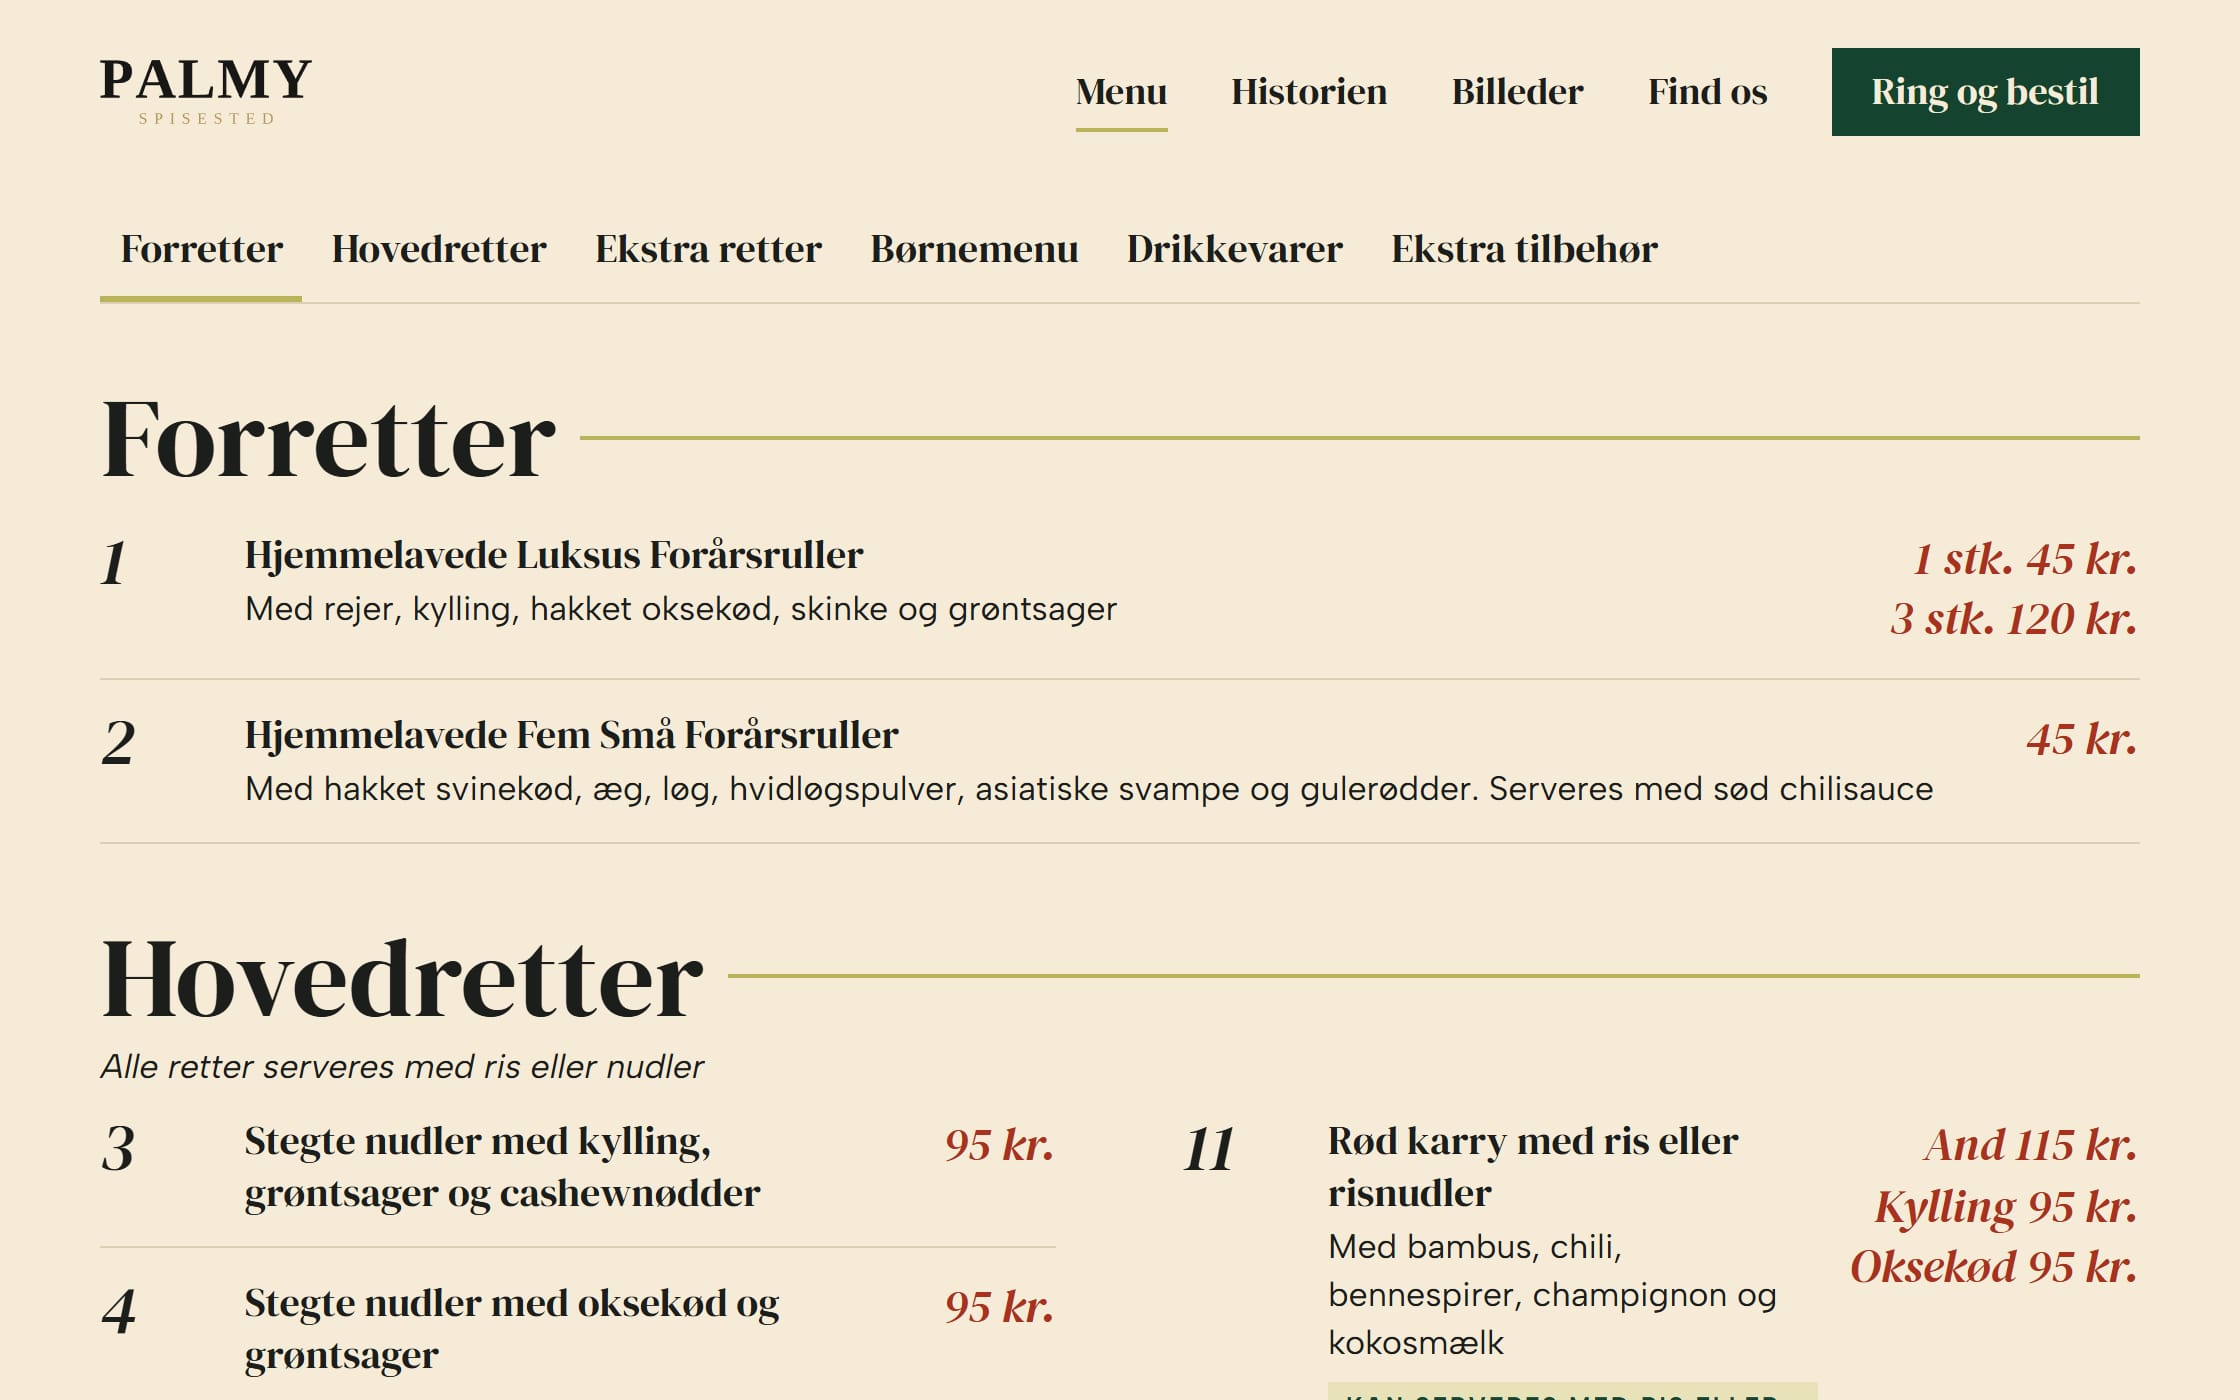 PALMY
SPISESTED
Menu
Historien
Billeder
Find os
Ring og bestil
Forretter
Hovedretter
Ekstra retter
Børnemenu
Drikkevarer
Ekstra tilbehør
Forretter
1
Hjemmelavede Luksus Forårsruller
Med rejer, kylling, hakket oksekød, skinke og grøntsager
1 stk. 45 kr.
3 stk. 120 kr.
2
Hjemmelavede Fem Små Forårsruller
Med hakket svinekød, æg, løg, hvidløgspulver, asiatiske svampe og gulerødder. Serveres med sød chilisauce
45 kr.
Hovedretter
Alle retter serveres med ris eller nudler
3
Stegte nudler med kylling,
grøntsager og cashewnødder
95 kr.
4
Stegte nudler med oksekød og
grøntsager
95 kr.
11
Rød karry med ris eller
risnudler
Med bambus, chili,
bennespirer, champignon og
kokosmælk
And 115 kr.
Kylling 95 kr.
Oksekød 95 kr.